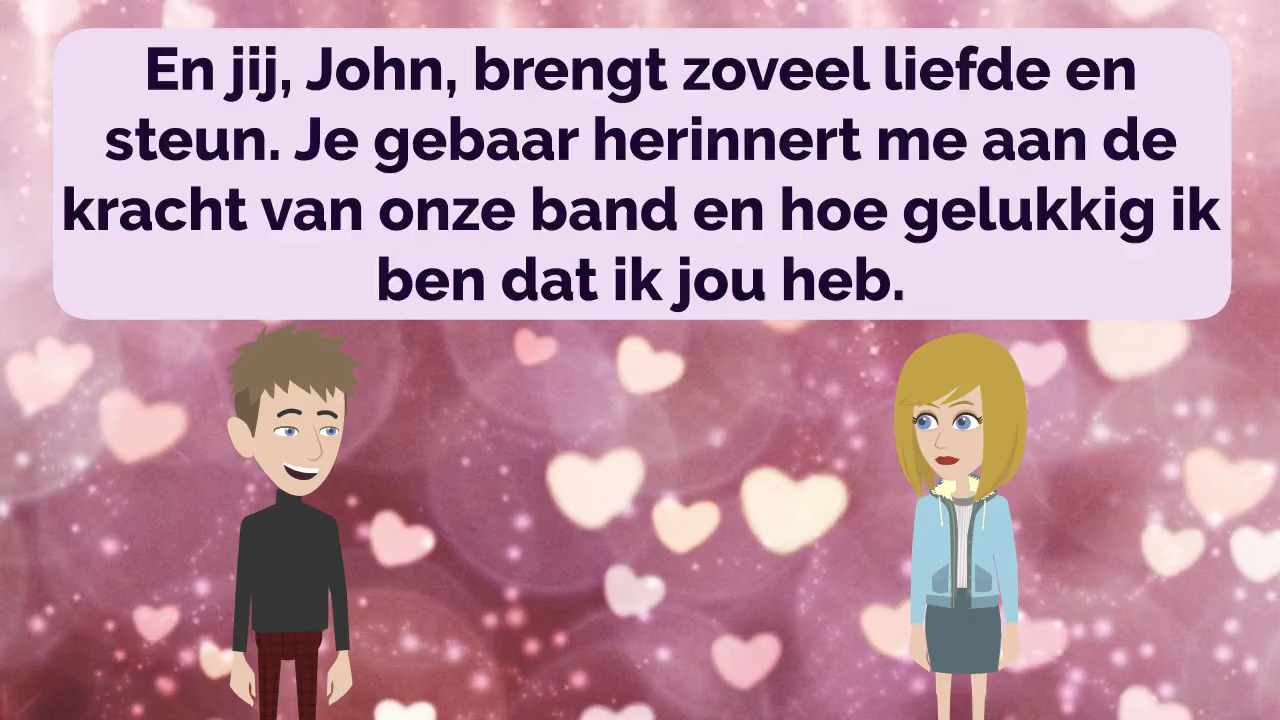 En jij, John, brengt zoveel liefde en
steun. Je gebaar herinnert me aan de
kracht van onze band en hoe gelukkig ik
ben dat ik jou heb.